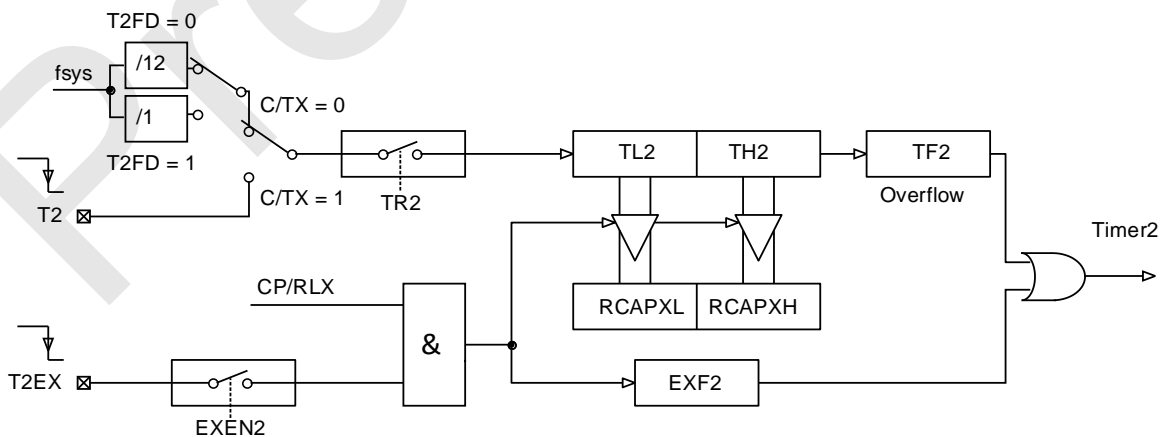 T2FD = 0
/12
fsys
C/TX = 0
/1
T2FD = 1
TL2
TH2
TF2
C/TX = 1
TR2
Overflow
T2
Timer2
CP/RLX
RCAPXL
RCAPXH
&
T2EX
EXF2
EXEN2
Pre